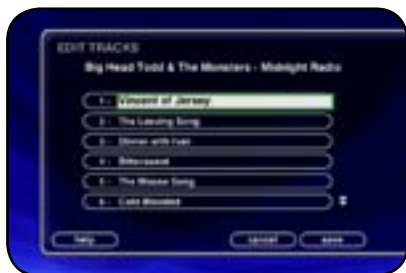 EDIT TRACKS
Big Head Todd & The Monsters - Midnight Radio
1 - Vincent of Jersey
2 - The Leaving Song
3 - Dinner with Ivan
4 - Bittersweet
5 - The Moose Song
6 - Cold Blooded
help
cancel
save